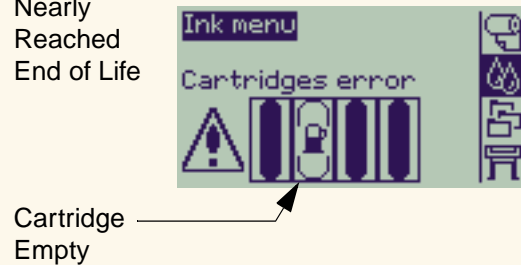 Nearly
Reached
End of Life
Ink menu
Cartridges error
Cartridge
Empty